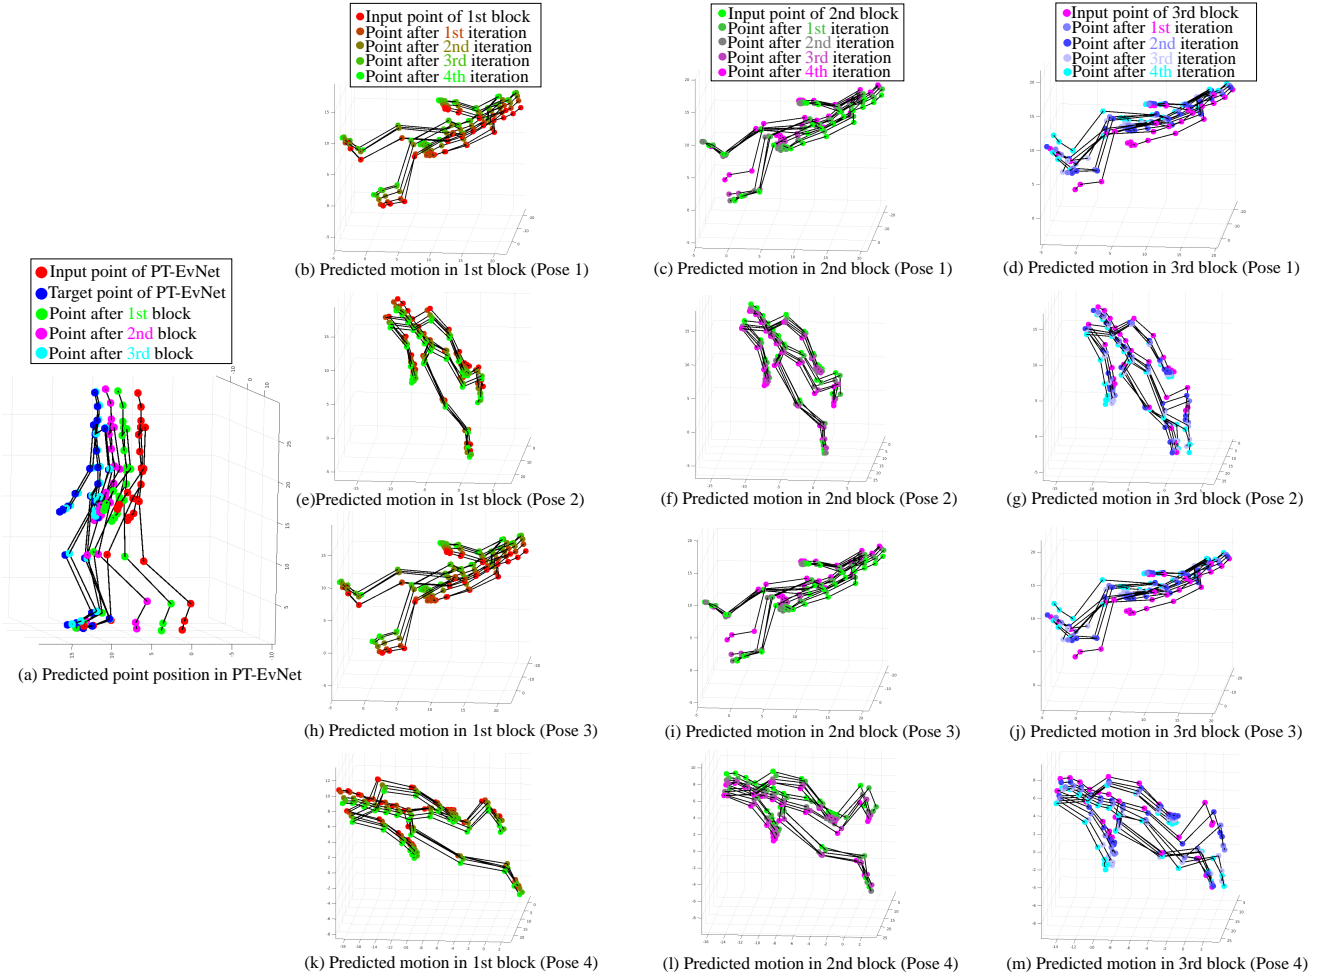 Input point of 1st block
Point after 1st iteration
Point after 2nd iteration
Point after 3rd iteration
Point after 4th iteration
Input point of 2nd block
Point after 1st iteration
Point after 2nd iteration
Point after 3rd iteration
Point after 4th iteration
Input point of 3rd block
Point after 1st iteration
Point after 2nd iteration
Point after 3rd iteration
Point after 4th iteration
(b) Predicted motion in 1st block (Pose 1)
(c) Predicted motion in 2nd block (Pose 1)
(d) Predicted motion in 3rd block (Pose 1)
Input point of PT-EvNet
Target point of PT-EvNet
Point after 1st block
Point after 2nd block
Point after 3rd block
(a) Predicted point position in PT-EvNet
(e)Predicted motion in 1st block (Pose 2)
(f) Predicted motion in 2nd block (Pose 2)
(g) Predicted motion in 3rd block (Pose 2)
(h) Predicted motion in 1st block (Pose 3)
(i) Predicted motion in 2nd block (Pose 3)
(j) Predicted motion in 3rd block (Pose 3)
(k) Predicted motion in 1st block (Pose 4)
(l) Predicted motion in 2nd block (Pose 4)
(m) Predicted motion in 3rd block (Pose 4)